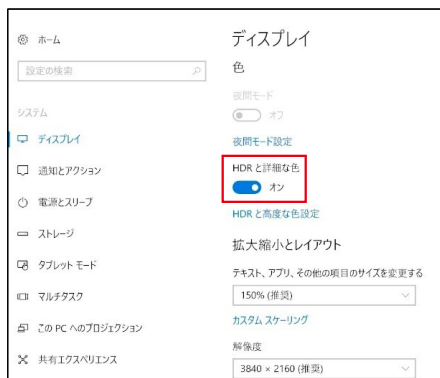 ホーム
設定の検索
システム
ディスプレイ
通知とアクション
電源とスリープ
ストレージ
タブレット モード
マルチタスク
この PC へのプロジェクション
共有エクスペリエンス
ディスプレイ
色
夜間モード
オフ
夜間モード設定
HDR と詳細な色
オン
HDR と高度な色設定
拡大縮小とレイアウト
テキスト、アプリ、その他の項目のサイズを変更する
150% (推奨)
カスタム スケーリング
解像度
3840 × 2160 (推奨)